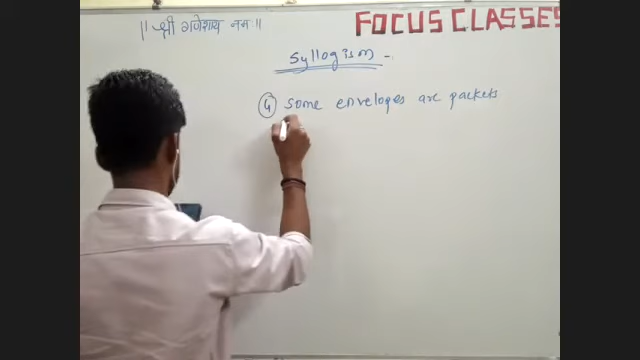 || श्री गणेशाय नमः ||
FOCUS CLASSES
Syllogism -
④ Some envelopes are packets